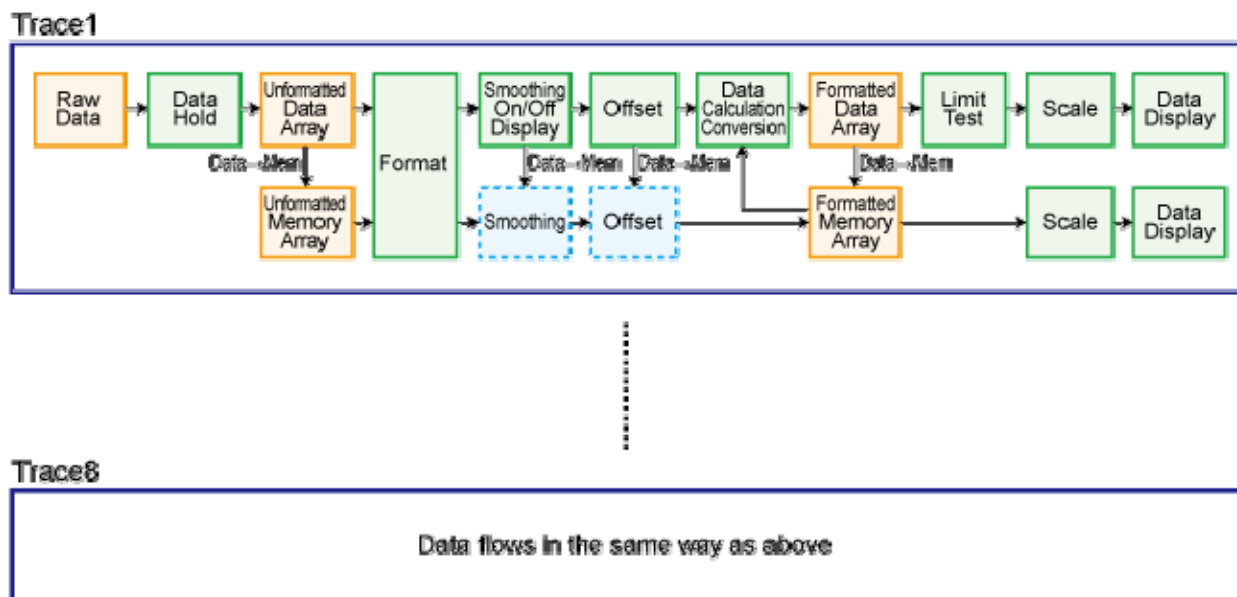 Trace1
Raw
Data
Data
Hold
Unformatted
Data
Array
Format
Smoothing
On/Off
Display
Offset
Data
Calculation
Conversion
Formatted
Data
Array
Limit
Test
Scale
Data
Display
Data→Mem
Data→Mem
Data→Mem
Data→Mem
Unformatted
Memory
Array
Smoothing
Offset
Formatted
Memory
Array
Scale
Data
Display
Trace8
Data flows in the same way as above